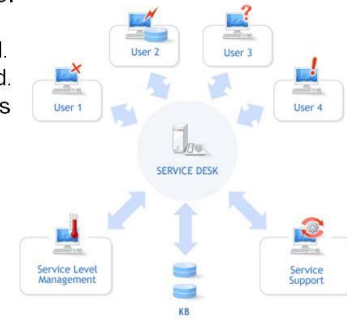 d.
d.
s
User 2
User 3
User 1
User 4
SERVICE DESK
Service Level
Management
Service
Support
KB